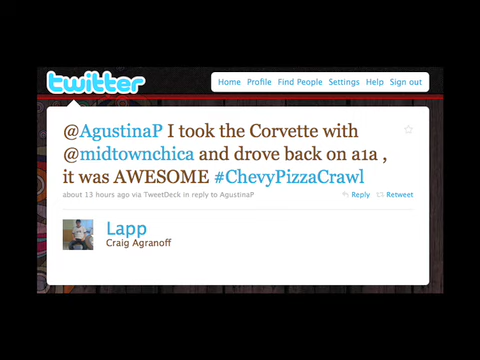 twitter
Home Profile Find People Settings Help Sign out
@AgustinaP I took the Corvette with
@midtownchica and drove back on a1a ,
it was AWESOME #ChevyPizzaCrawl
about 13 hours ago via TweetDeck in reply to AgustinaP
Reply Retweet
Lapp
Craig Agranoff